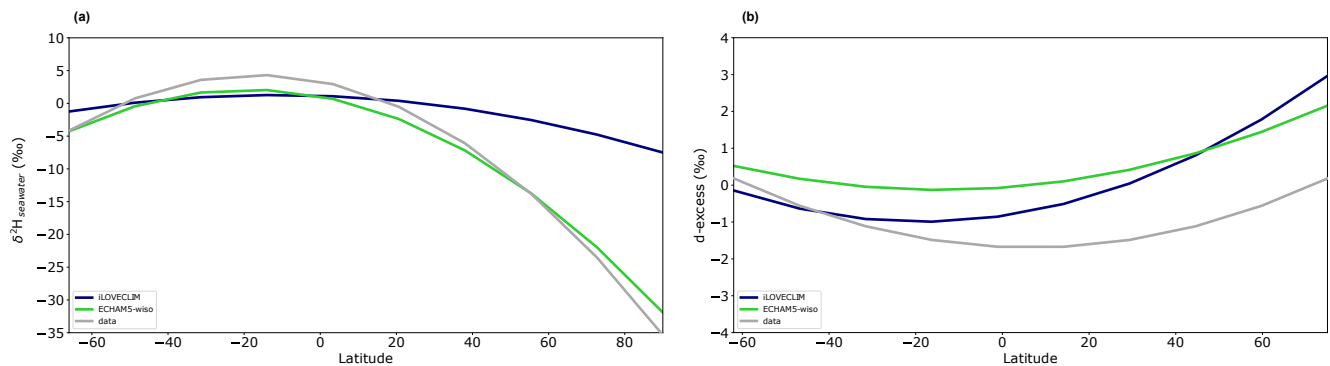 (a)
10
5
0
−5
−10
−15
−20
−25
−30
−35
δ²H seawater (‰)
−60
−40
−20
0
20
40
60
80
Latitude
iLOVECLIM
ECHAM5-wiso
data
(b)
4
3
2
1
0
−1
−2
−3
−4
d-excess (‰)
−60
−40
−20
−0
20
40
60
Latitude
iLOVECLIM
ECHAM5-wiso
data